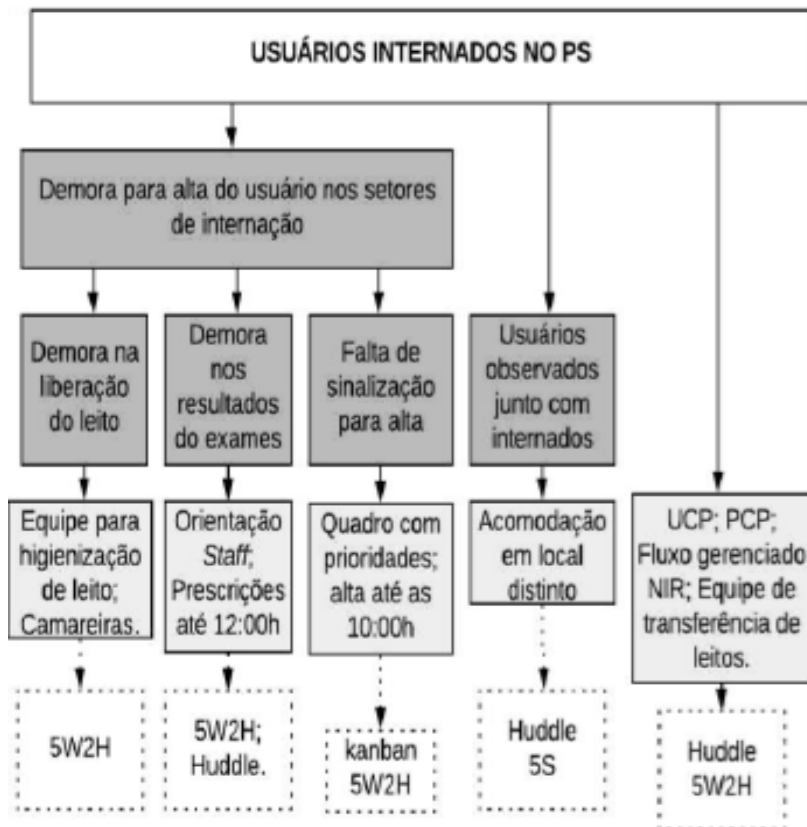 USUÁRIOS INTERNADOS NO PS
Demora para alta do usuário nos setores
de internação
Demora na
liberação
do leito
Demora
nos
resultados
do exames
Falta de
sinalização
para alta
Usuários
observados
junto com
internados
Equipe para
higienização
de leito;
Camareiras.
Orientação
Staff;
Prescrições
até 12:00h
Quadro com
prioridades;
alta até as
10:00h
Acomodação
em local
distinto
UCP; PCP;
Fluxo gerenciado
NIR; Equipe de
transferência de
leitos.
5W2H
5W2H;
Huddle.
kanban
5W2H
Huddle
5S
Huddle
5W2H